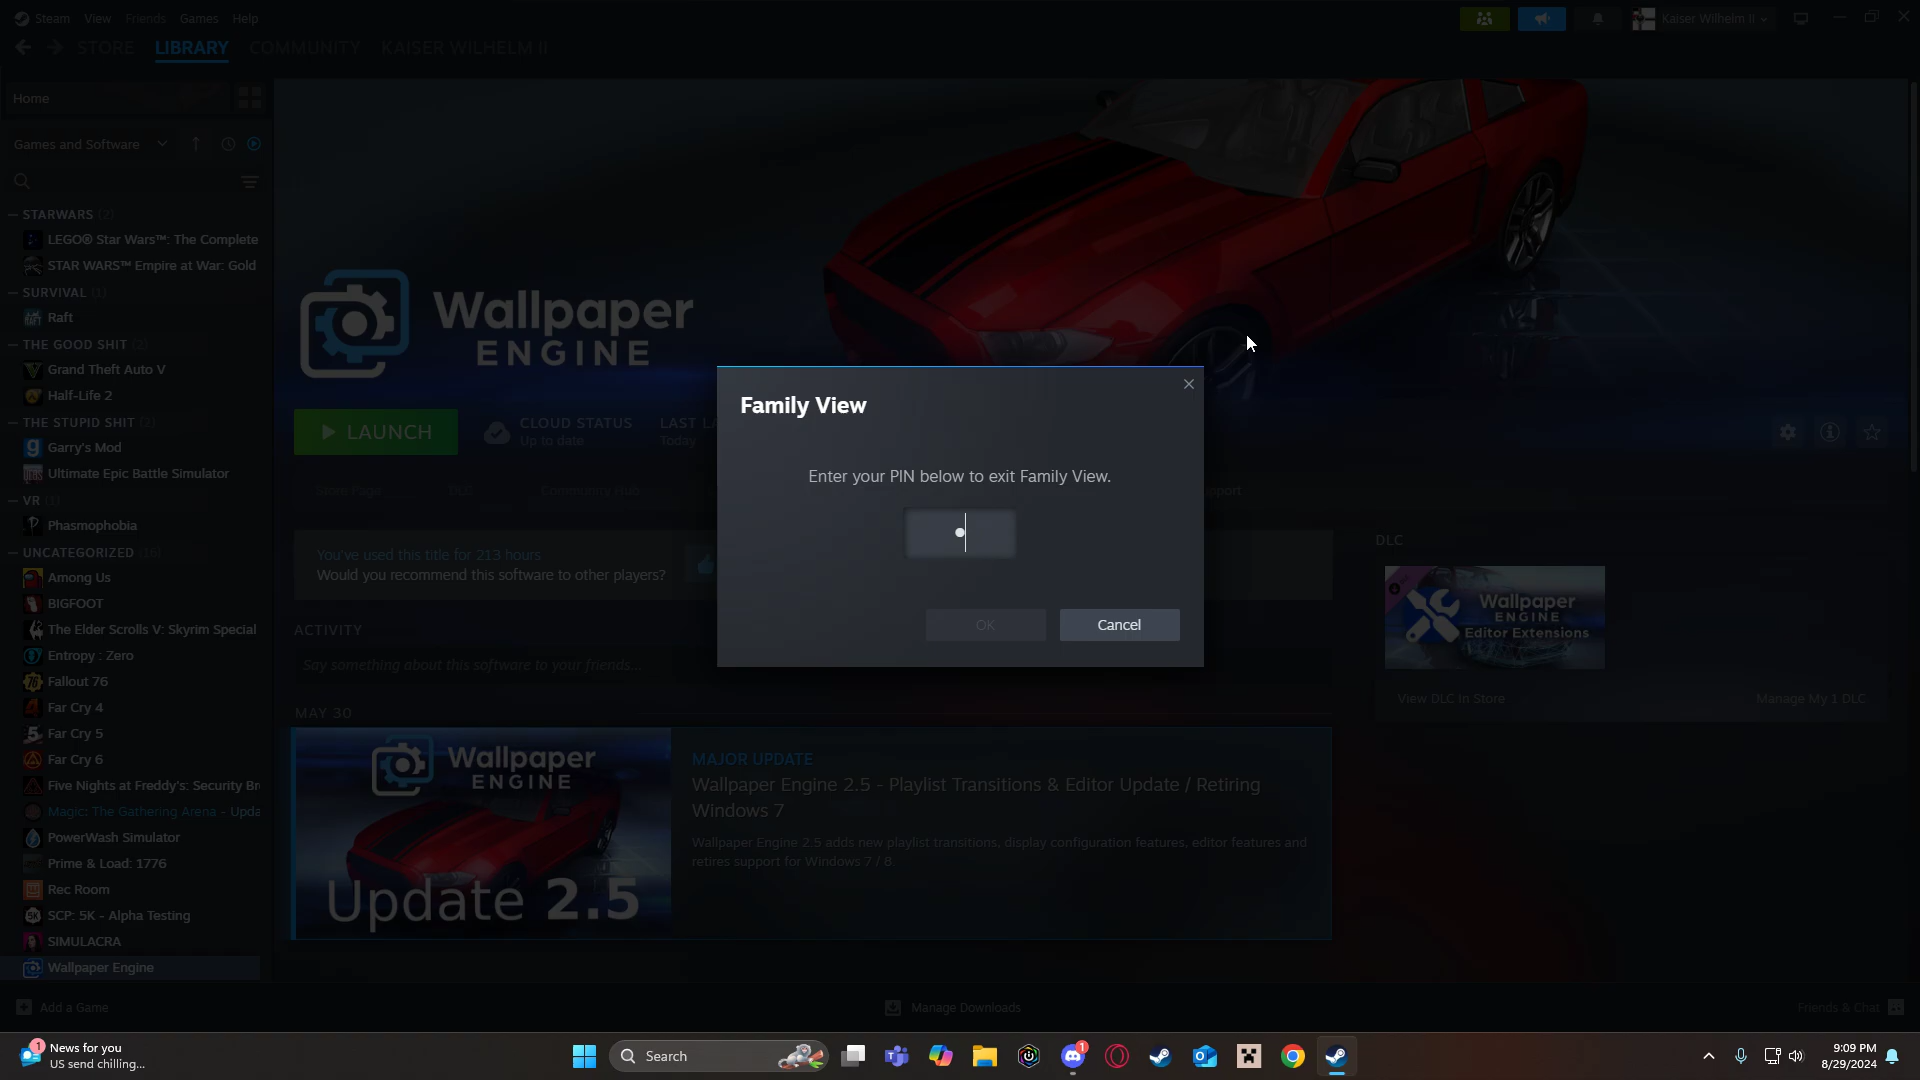 Steam View Friends Games Help
Kaiser Wilhelm II
STORE LIBRARY COMMUNITY KAISER WILHELM II
Home
Games and Software
— STARWARS (2)
LEGO® Star Wars™: The Complete
STAR WARS™ Empire at War: Gold
— SURVIVAL (1)
Raft
— THE GOOD SHIT (2)
Grand Theft Auto V
Half-Life 2
— THE STUPID SHIT (2)
Garry's Mod
Ultimate Epic Battle Simulator
— VR (1)
Phasmophobia
— UNCATEGORIZED (16)
Among Us
BIGFOOT
The Elder Scrolls V: Skyrim Special
Entropy : Zero
Fallout 76
Far Cry 4
Far Cry 5
Far Cry 6
Five Nights at Freddy's: Security Br
Magic: The Gathering Arena - Upda
PowerWash Simulator
Prime & Load: 1776
Rec Room
SCP: 5K - Alpha Testing
SIMULACRA
Wallpaper Engine
Wallpaper
ENGINE
LAUNCH
CLOUD STATUS
Up to date
LAST LA
Today
Store Page DLC Community Hub pport
You've used this title for 213 hours
Would you recommend this software to other players?
ACTIVITY
Say something about this software to your friends...
MAY 30
Wallpaper
ENGINE
Update 2.5
MAJOR UPDATE
Wallpaper Engine 2.5 - Playlist Transitions & Editor Update / Retiring
Windows 7
Wallpaper Engine 2.5 adds new playlist transitions, display configuration features, editor features and
retires support for Windows 7 / 8
DLC
Wallpaper
ENGINE
Editor Extensions
View DLC In Store
Manage My 1 DLC
Family View
Enter your PIN below to exit Family View.
OK
Cancel
Add a Game
Manage Downloads
Friends & Chat
1
News for you
US send chilling...
Search
1
9:09 PM
8/29/2024